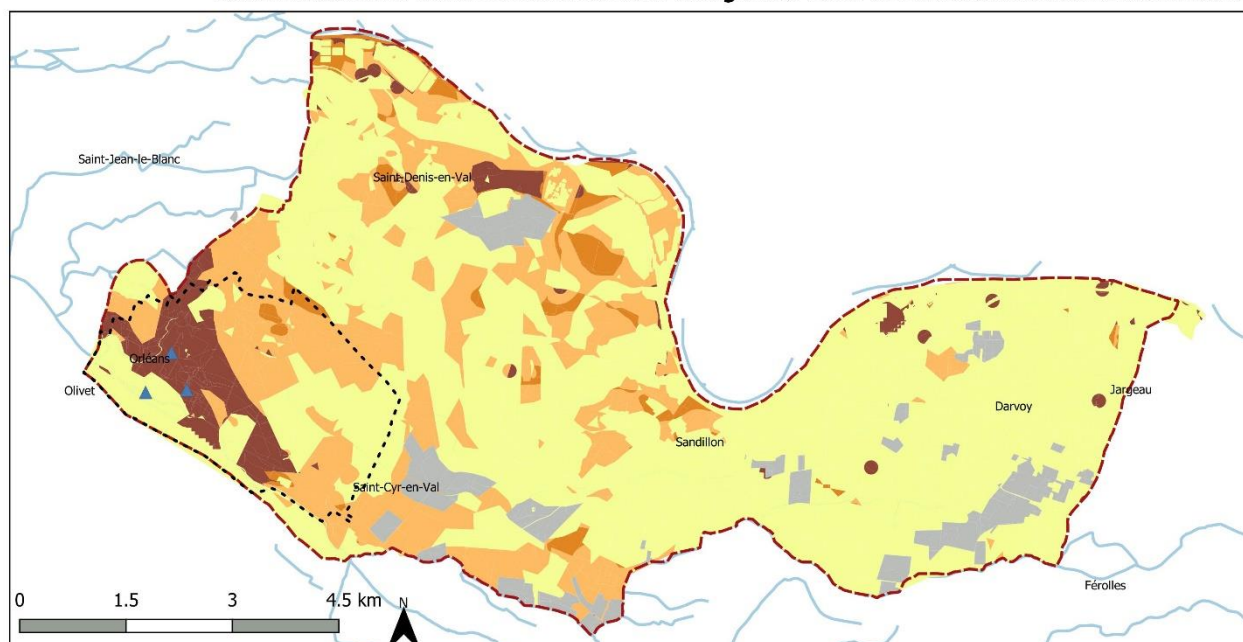 Saint-Jean-le-Blanc
Saint-Denis-en-Val
Orléans
Olivet
Jargeau
Darvoy
Sandillon
Saint-Cyr-en-Val
Férolles
0 1.5 3 4.5 km
N